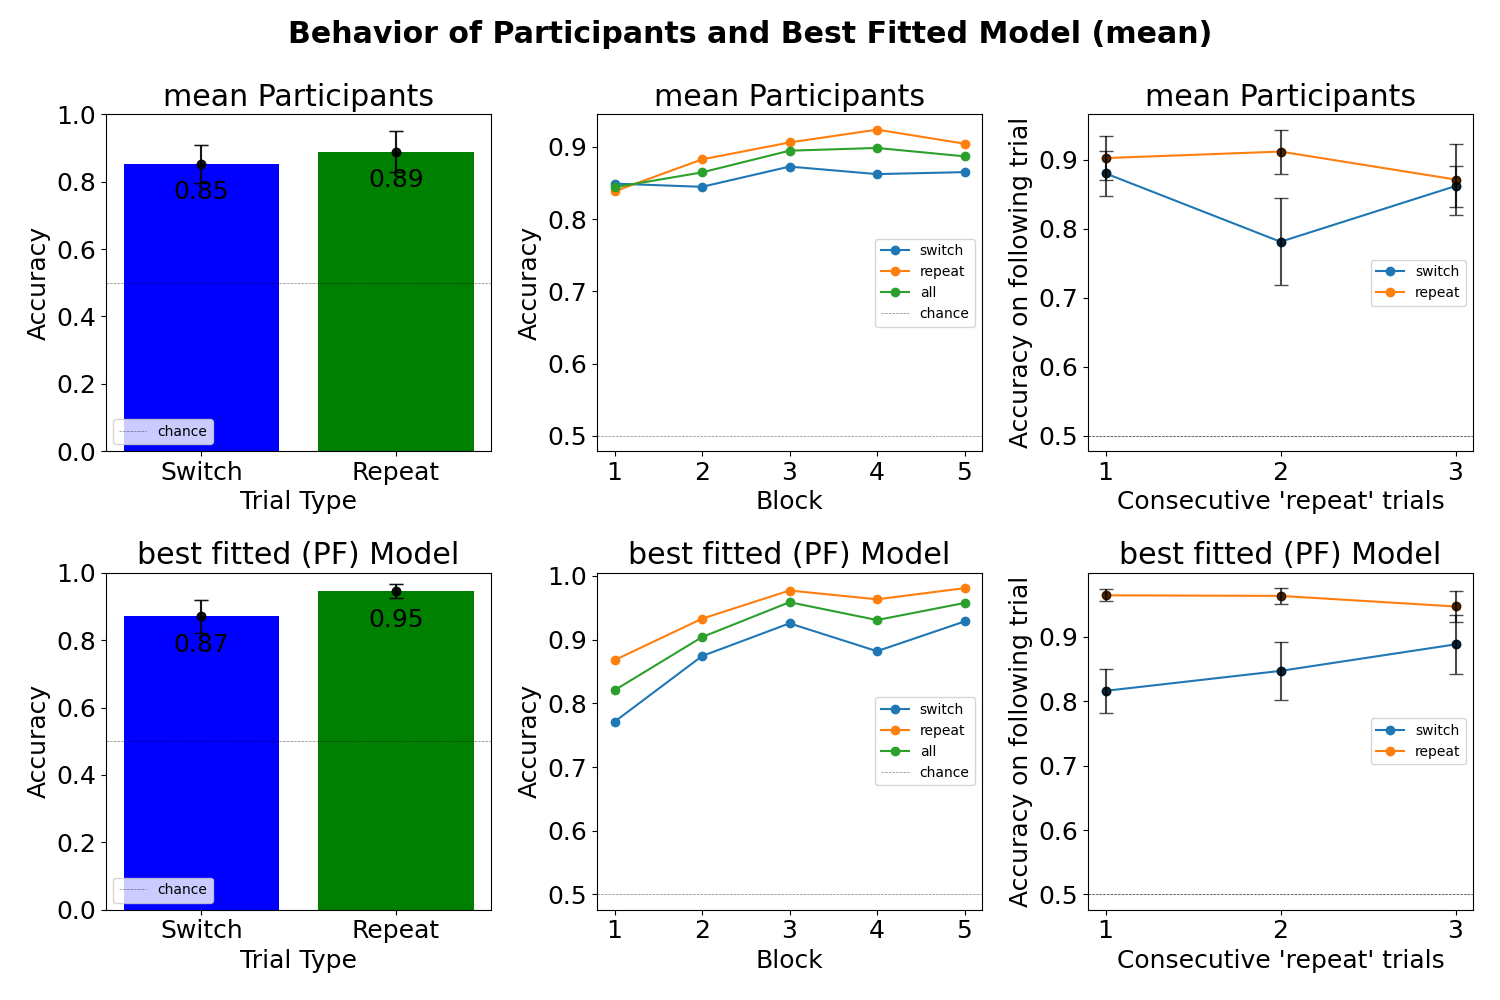 Behavior of Participants and Best Fitted Model (mean)
mean Participants
Accuracy
1.0
0.8
0.6
0.4
0.2
0.0
0.85
0.89
chance
Switch
Repeat
Trial Type
mean Participants
Accuracy
0.9
0.8
0.7
0.6
0.5
switch
repeat
all
chance
1 2 3 4 5
Block
mean Participants
Accuracy on following trial
0.9
0.8
0.7
0.6
0.5
switch
repeat
1 2 3
Consecutive 'repeat' trials
best fitted (PF) Model
Accuracy
1.0
0.8
0.6
0.4
0.2
0.0
0.87
0.95
chance
Switch
Repeat
Trial Type
best fitted (PF) Model
Accuracy
1.0
0.9
0.8
0.7
0.6
0.5
switch
repeat
all
chance
1 2 3 4 5
Block
best fitted (PF) Model
Accuracy on following trial
0.9
0.8
0.7
0.6
0.5
switch
repeat
1 2 3
Consecutive 'repeat' trials